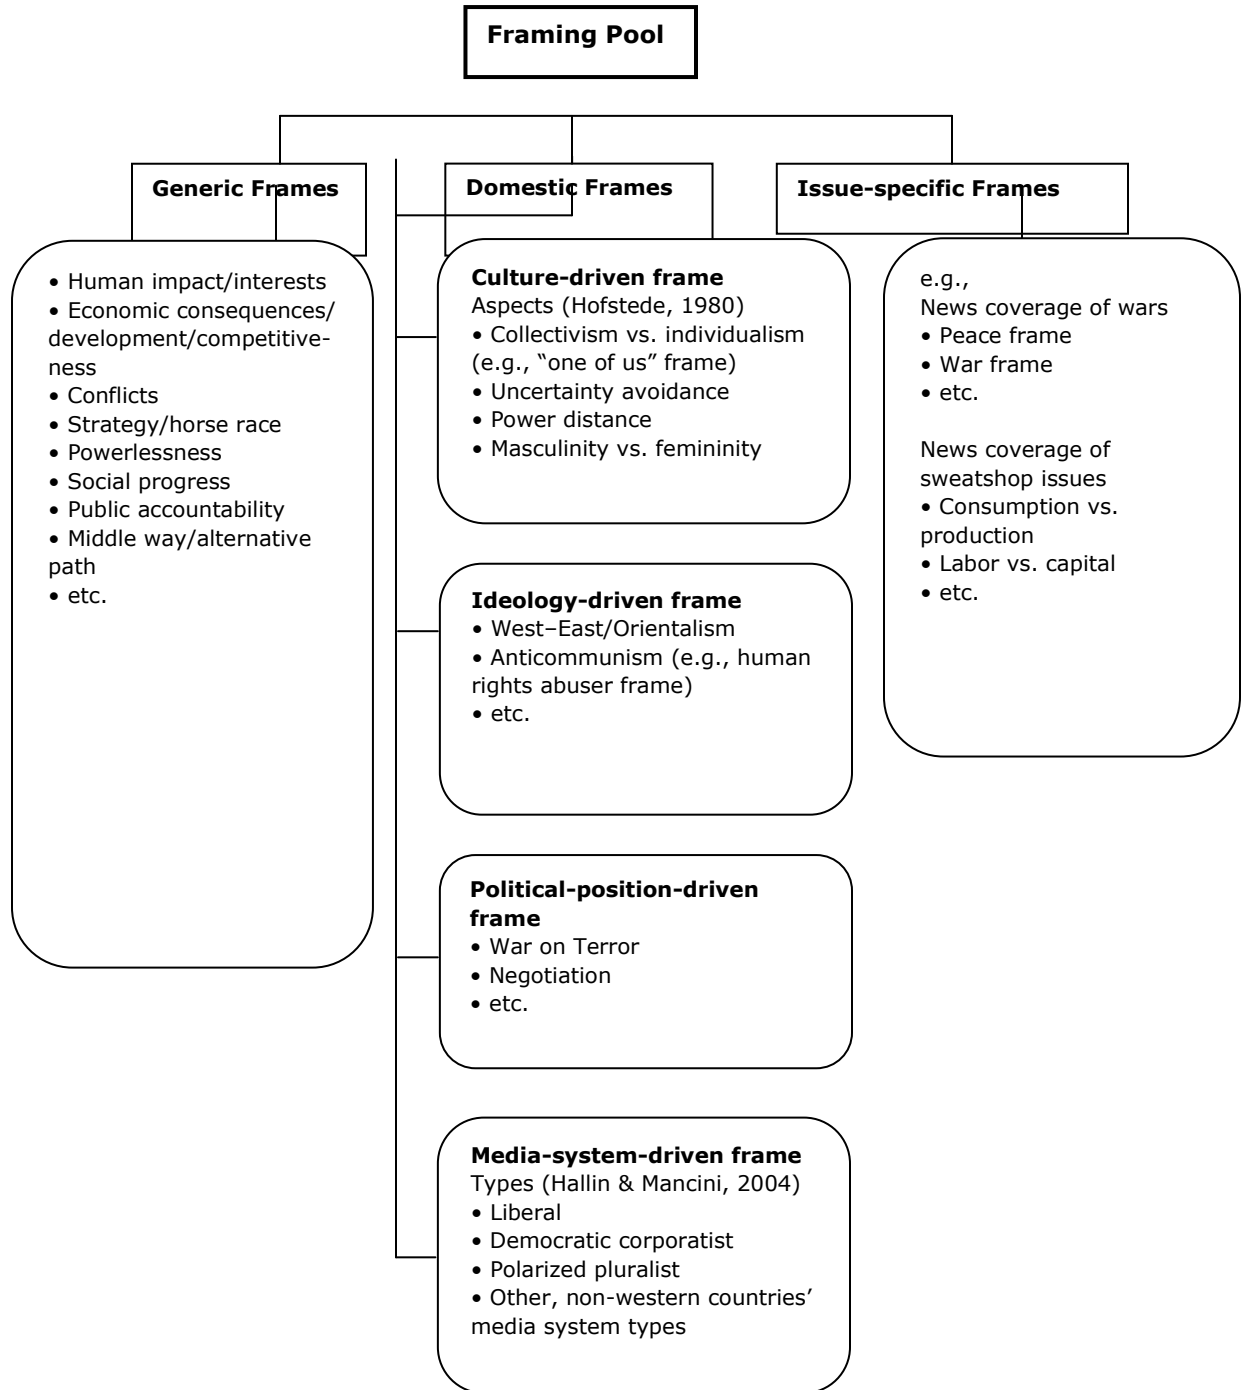 Framing Pool
Generic Frames
Domestic Frames
Issue-specific Frames
• Human impact/interests
• Economic consequences/
development/competitive-
ness
• Conflicts
• Strategy/horse race
• Powerlessness
• Social progress
• Public accountability
• Middle way/alternative
path
• etc.
Culture-driven frame
Aspects (Hofstede, 1980)
• Collectivism vs. individualism
(e.g., “one of us” frame)
• Uncertainty avoidance
• Power distance
• Masculinity vs. femininity
Ideology-driven frame
• West–East/Orientalism
• Anticommunism (e.g., human
rights abuser frame)
• etc.
Political-position-driven
frame
• War on Terror
• Negotiation
• etc.
Media-system-driven frame
Types (Hallin & Mancini, 2004)
• Liberal
• Democratic corporatist
• Polarized pluralist
• Other, non-western countries’
media system types
e.g.,
News coverage of wars
• Peace frame
• War frame
• etc.
News coverage of
sweatshop issues
• Consumption vs.
production
• Labor vs. capital
• etc.